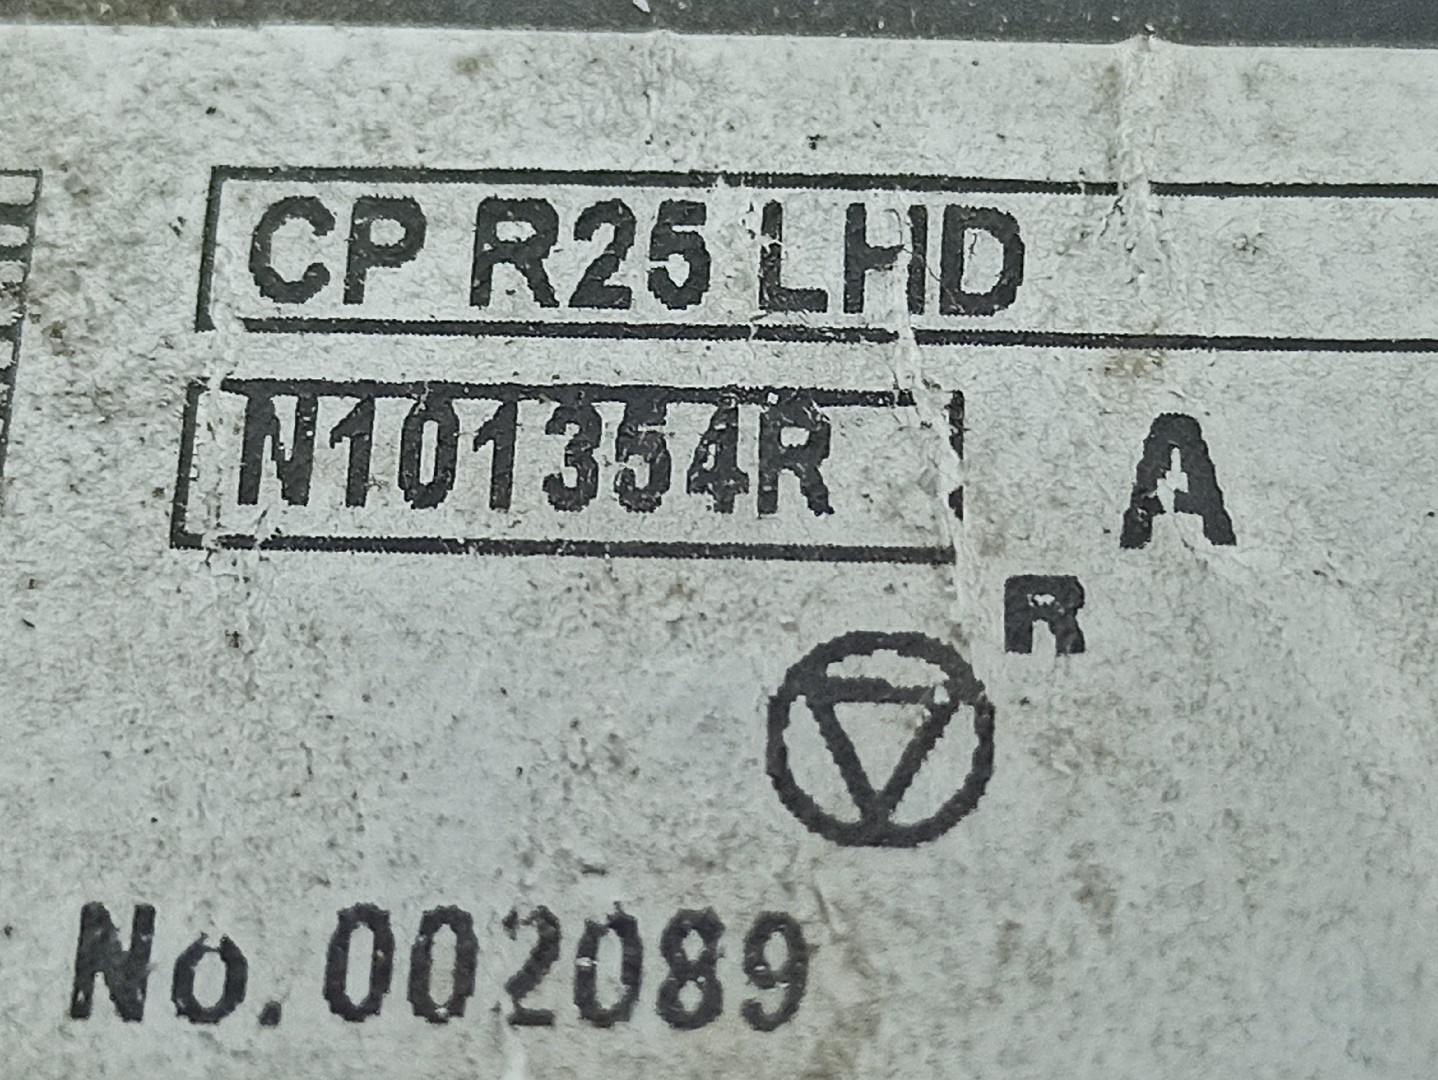 CP R25 LHD
N101354R
A
R
No. 002089